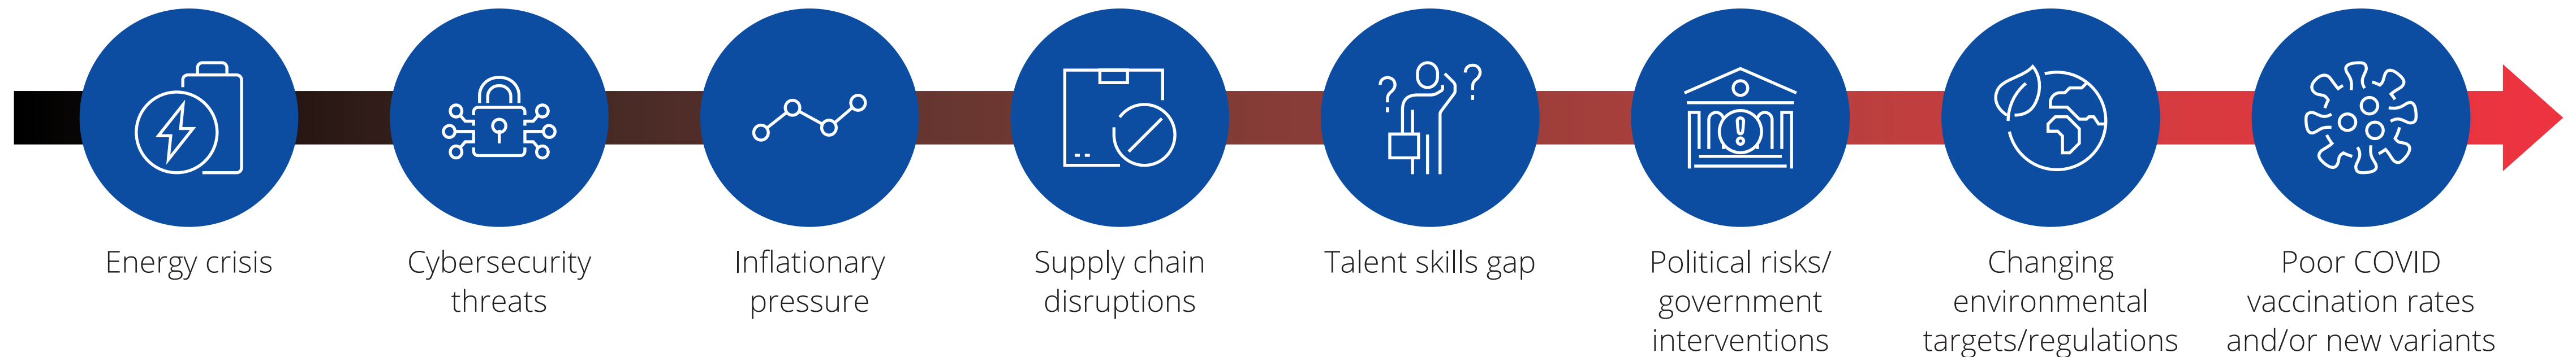 Energy crisis
Cybersecurity
threats
Inflationary
pressure
Supply chain
disruptions
Talent skills gap
Political risks/
government
interventions
Changing
environmental
targets/regulations
Poor COVID
vaccination rates
and/or new variants